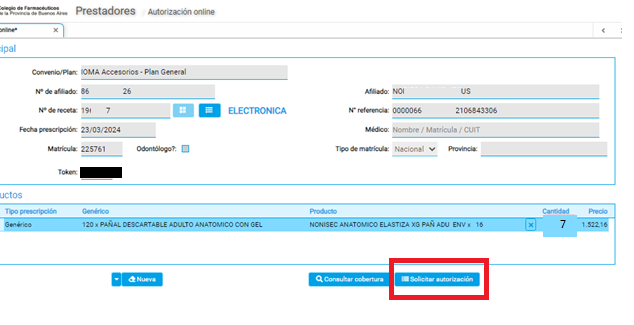 Colegio de Farmacéuticos
de la Provincia de Buenos Aires
Prestadores / Autorización online
online* x
cipal
Convenio/Plan: IOMA Accesorios - Plan General
Nº de afiliado: 86 26 Afiliado: NOI US
Nº de receta: 19( 7 ELECTRONICA N° referencia: 0000066 2106843306
Fecha prescripción: 23/03/2024 Médico: Nombre / Matrícula / CUIT
Matrícula: 225761 Odontólogo?: Tipo de matrícula: Nacional Provincia:
Token:
uctos
Tipo prescripción Genérico Producto Cantidad Precio
Genérico 120 x PAÑAL DESCARTABLE ADULTO ANATOMICO CON GEL NONISEC ANATOMICO ELASTIZA XG PAÑ ADU ENV x 16 x 7 1.522,16
Nueva Consultar cobertura Solicitar autorización